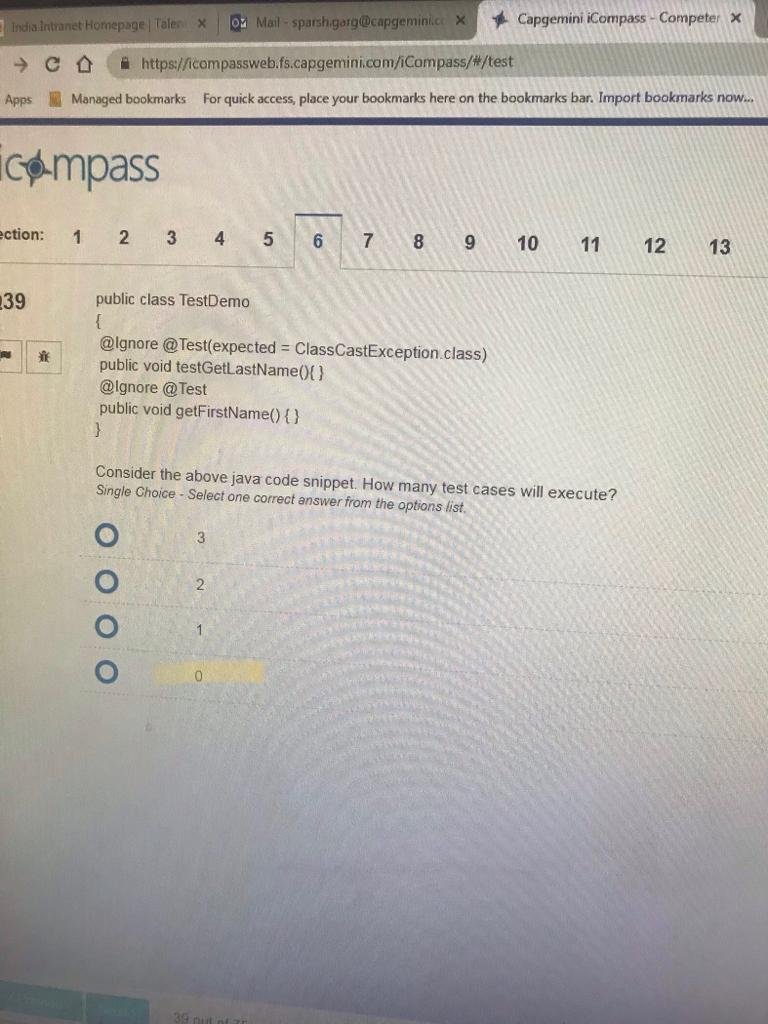 India Intranet Homepage | Talen ×
Mail - sparsh.garg@capgemini.c ×
Capgemini iCompass - Competer ×
https://icompassweb.fs.capgemini.com/iCompass/#/test
Apps Managed bookmarks For quick access, place your bookmarks here on the bookmarks bar. Import bookmarks now...
icompass
ection: 1 2 3 4 5 6 7 8 9 10 11 12 13
39
public class TestDemo
{
@Ignore @Test(expected = ClassCastException.class)
public void testGetLastName(){ }
@Ignore @Test
public void getFirstName() { }
}
Consider the above java code snippet. How many test cases will execute?
Single Choice - Select one correct answer from the options list.
3
2
1
0
39 out of 75